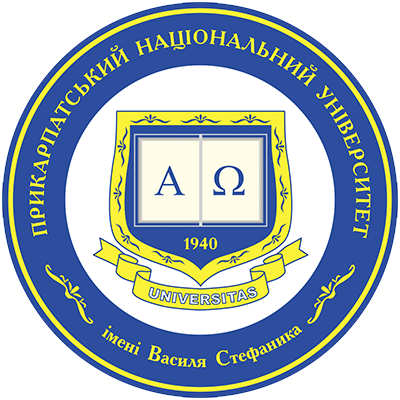 ПРИКАРПАТСЬКИЙ НАЦІОНАЛЬНИЙ УНІВЕРСИТЕТ
Α Ω
1940
UNIVERSITAS
імені Василя Стефаника